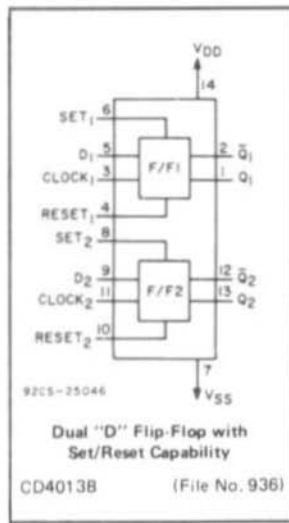 VDD
14
SET1 6
D1 5
CLOCK1 3
RESET1 4
F/F1
2 Q̅1
1 Q1
SET2 8
D2 9
CLOCK2 11
RESET2 10
F/F2
12 Q̅2
13 Q2
7
VSS
92CS-25046
Dual "D" Flip-Flop with
Set/Reset Capability
CD4013B (File No. 936)